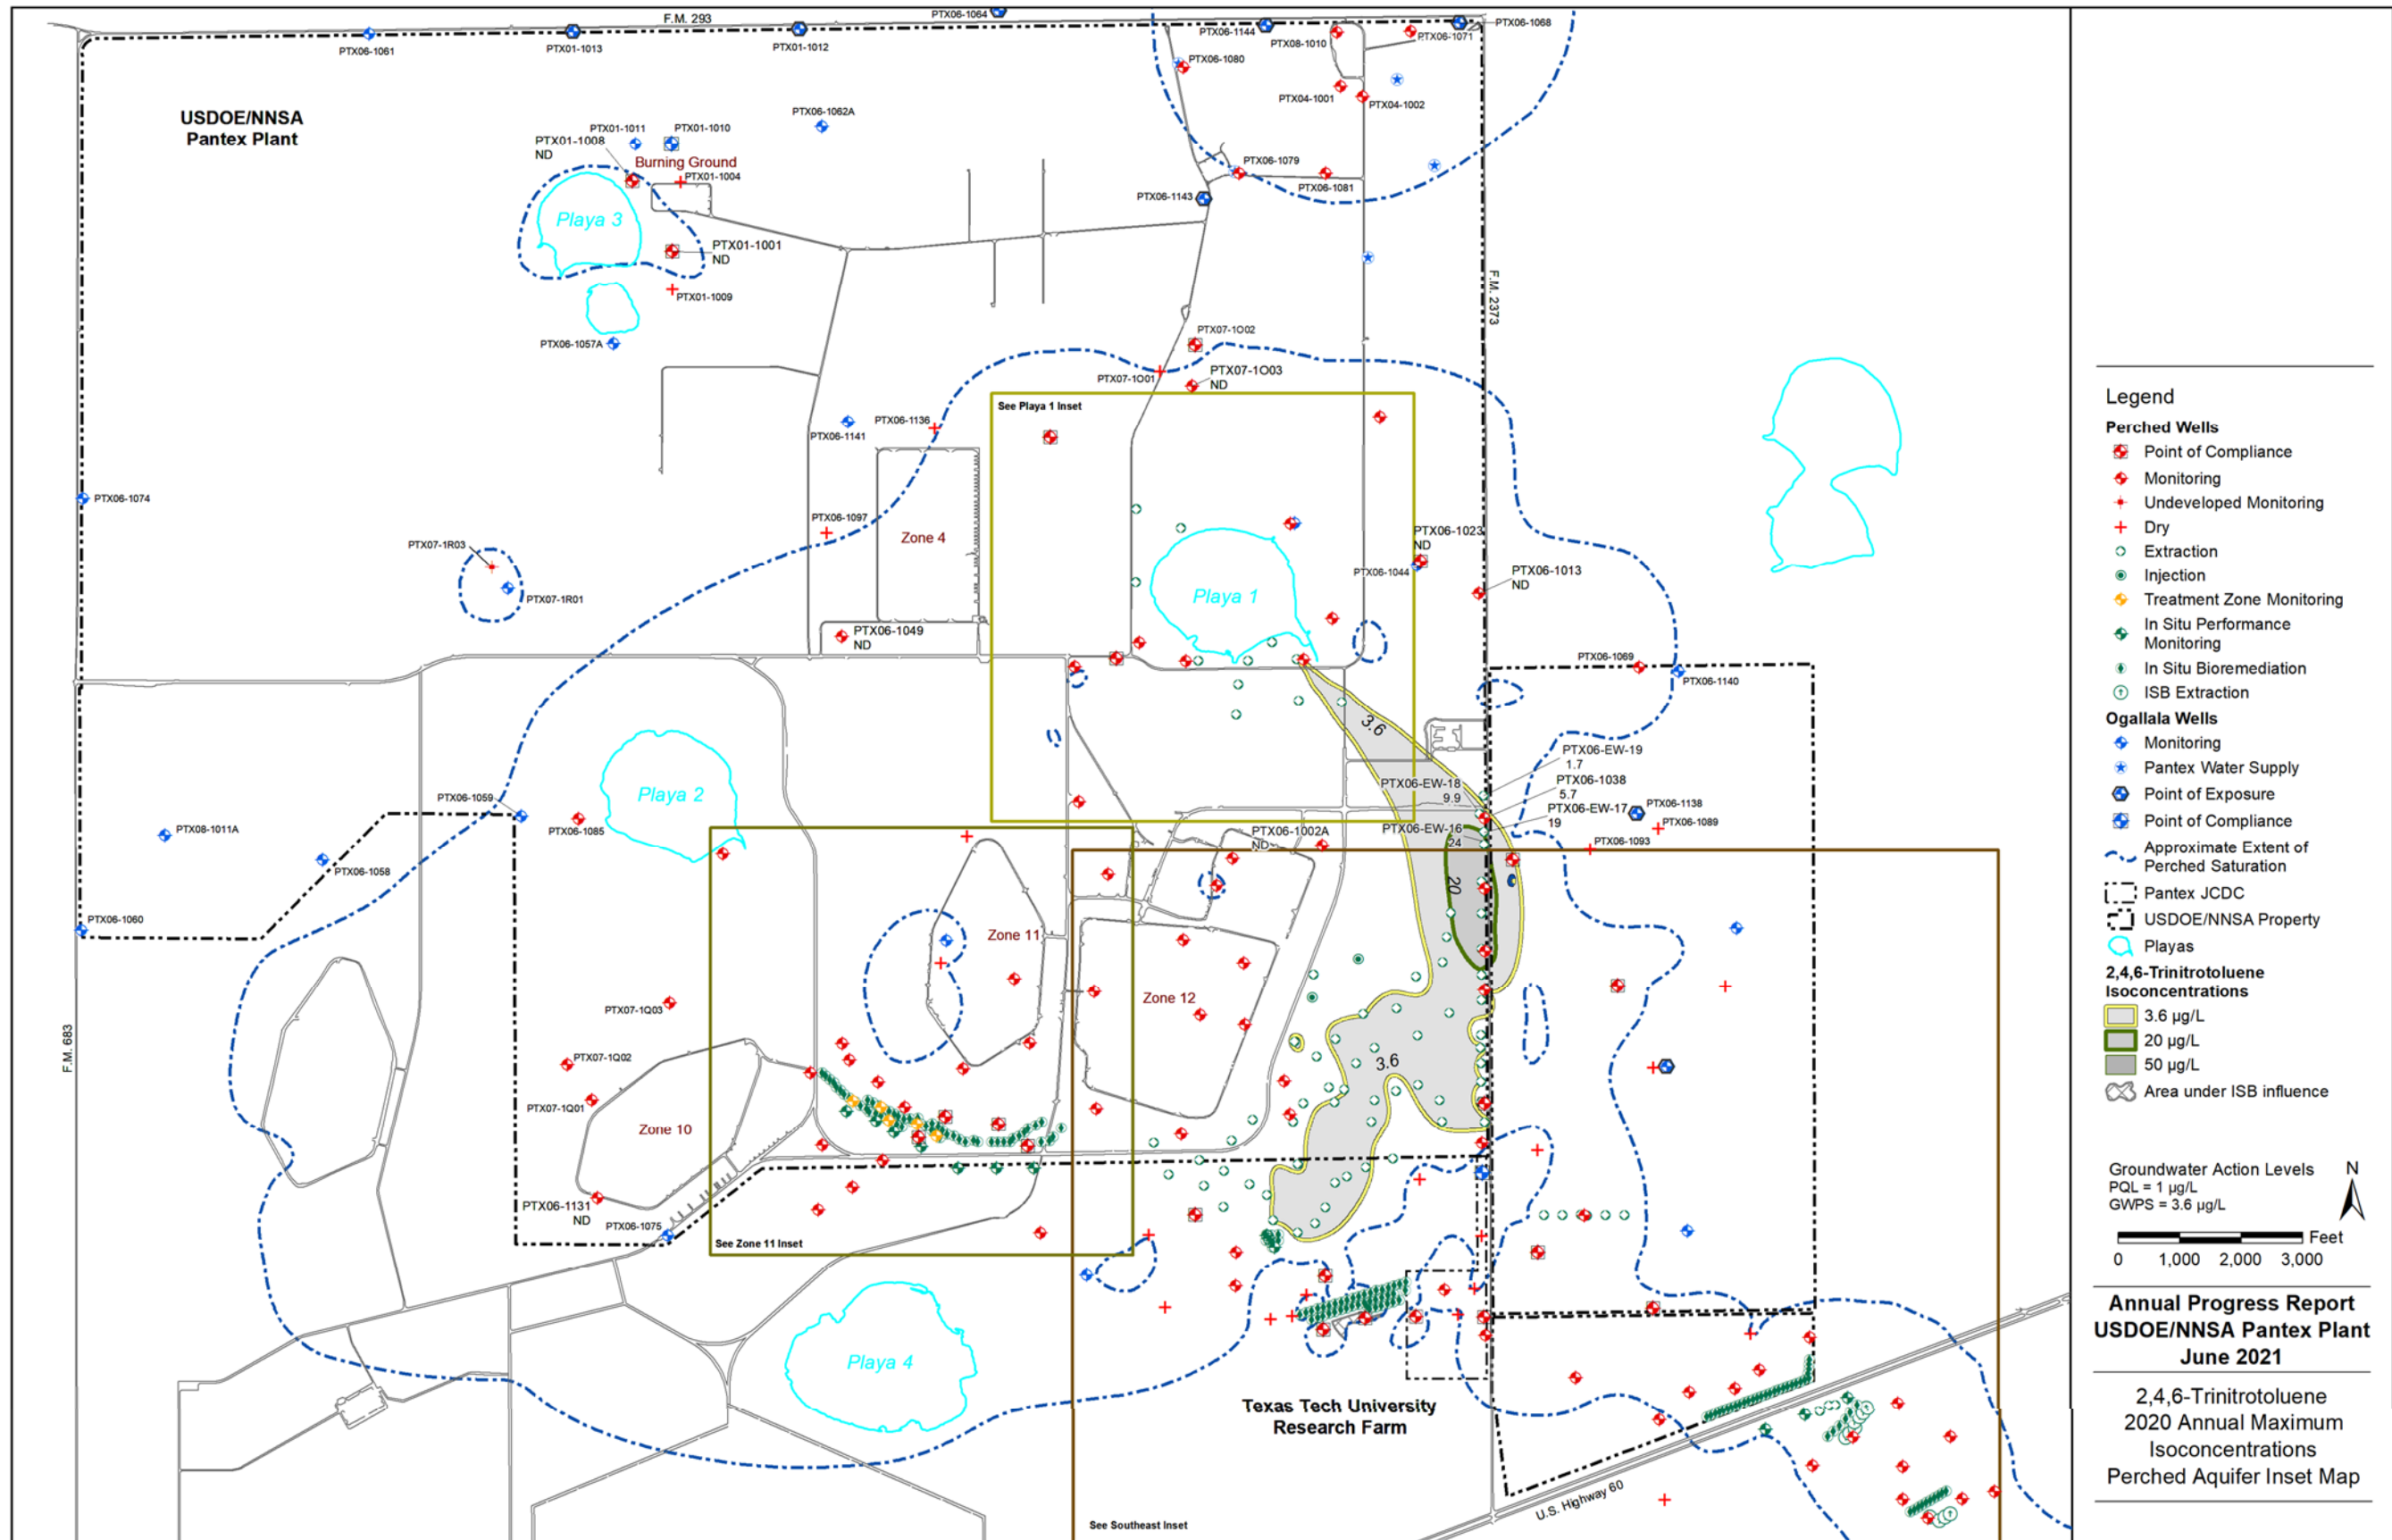 F.M. 293
PTX06-1064
PTX06-1061
PTX01-1013
PTX01-1012
PTX06-1144
PTX08-1010
PTX06-1071
PTX06-1068
PTX06-1080
PTX04-1001
PTX04-1002
USDOE/NNSA
Pantex Plant
PTX06-1062A
PTX01-1011
PTX01-1010
PTX01-1008
ND
Burning Ground
PTX01-1004
PTX06-1079
PTX06-1081
PTX06-1143
Playa 3
PTX01-1001
ND
PTX01-1009
F.M. 2373
PTX06-1057A
PTX07-1O02
PTX07-1O01
PTX07-1O03
ND
See Playa 1 Inset
PTX06-1136
PTX06-1141
PTX06-1074
PTX06-1097
Zone 4
PTX06-1023
ND
PTX07-1R03
PTX06-1044
PTX06-1013
ND
PTX07-1R01
Playa 1
PTX06-1049
ND
PTX06-1069
PTX06-1140
3.6
PTX06-EW-19
1.7
PTX06-EW-18
9.9
PTX06-1038
5.7
PTX06-EW-17
19
PTX06-EW-16
24
Playa 2
PTX06-1059
PTX06-1085
PTX08-1011A
PTX06-1058
PTX06-1138
PTX06-1089
PTX06-1093
PTX06-1002A
ND
20
PTX06-1060
Zone 11
Zone 12
PTX07-1Q03
F.M. 683
PTX07-1Q02
3.6
PTX07-1Q01
Zone 10
PTX06-1131
ND
PTX06-1075
See Zone 11 Inset
Playa 4
Texas Tech University
Research Farm
U.S. Highway 60
See Southeast Inset
Legend
Perched Wells
Point of Compliance
Monitoring
Undeveloped Monitoring
Dry
Extraction
Injection
Treatment Zone Monitoring
In Situ Performance
Monitoring
In Situ Bioremediation
ISB Extraction
Ogallala Wells
Monitoring
Pantex Water Supply
Point of Exposure
Point of Compliance
Approximate Extent of
Perched Saturation
Pantex JCDC
USDOE/NNSA Property
Playas
2,4,6-Trinitrotoluene
Isoconcentrations
3.6 µg/L
20 µg/L
50 µg/L
Area under ISB influence
Groundwater Action Levels
PQL = 1 µg/L
GWPS = 3.6 µg/L
N
Feet
0 1,000 2,000 3,000
Annual Progress Report
USDOE/NNSA Pantex Plant
June 2021
2,4,6-Trinitrotoluene
2020 Annual Maximum
Isoconcentrations
Perched Aquifer Inset Map